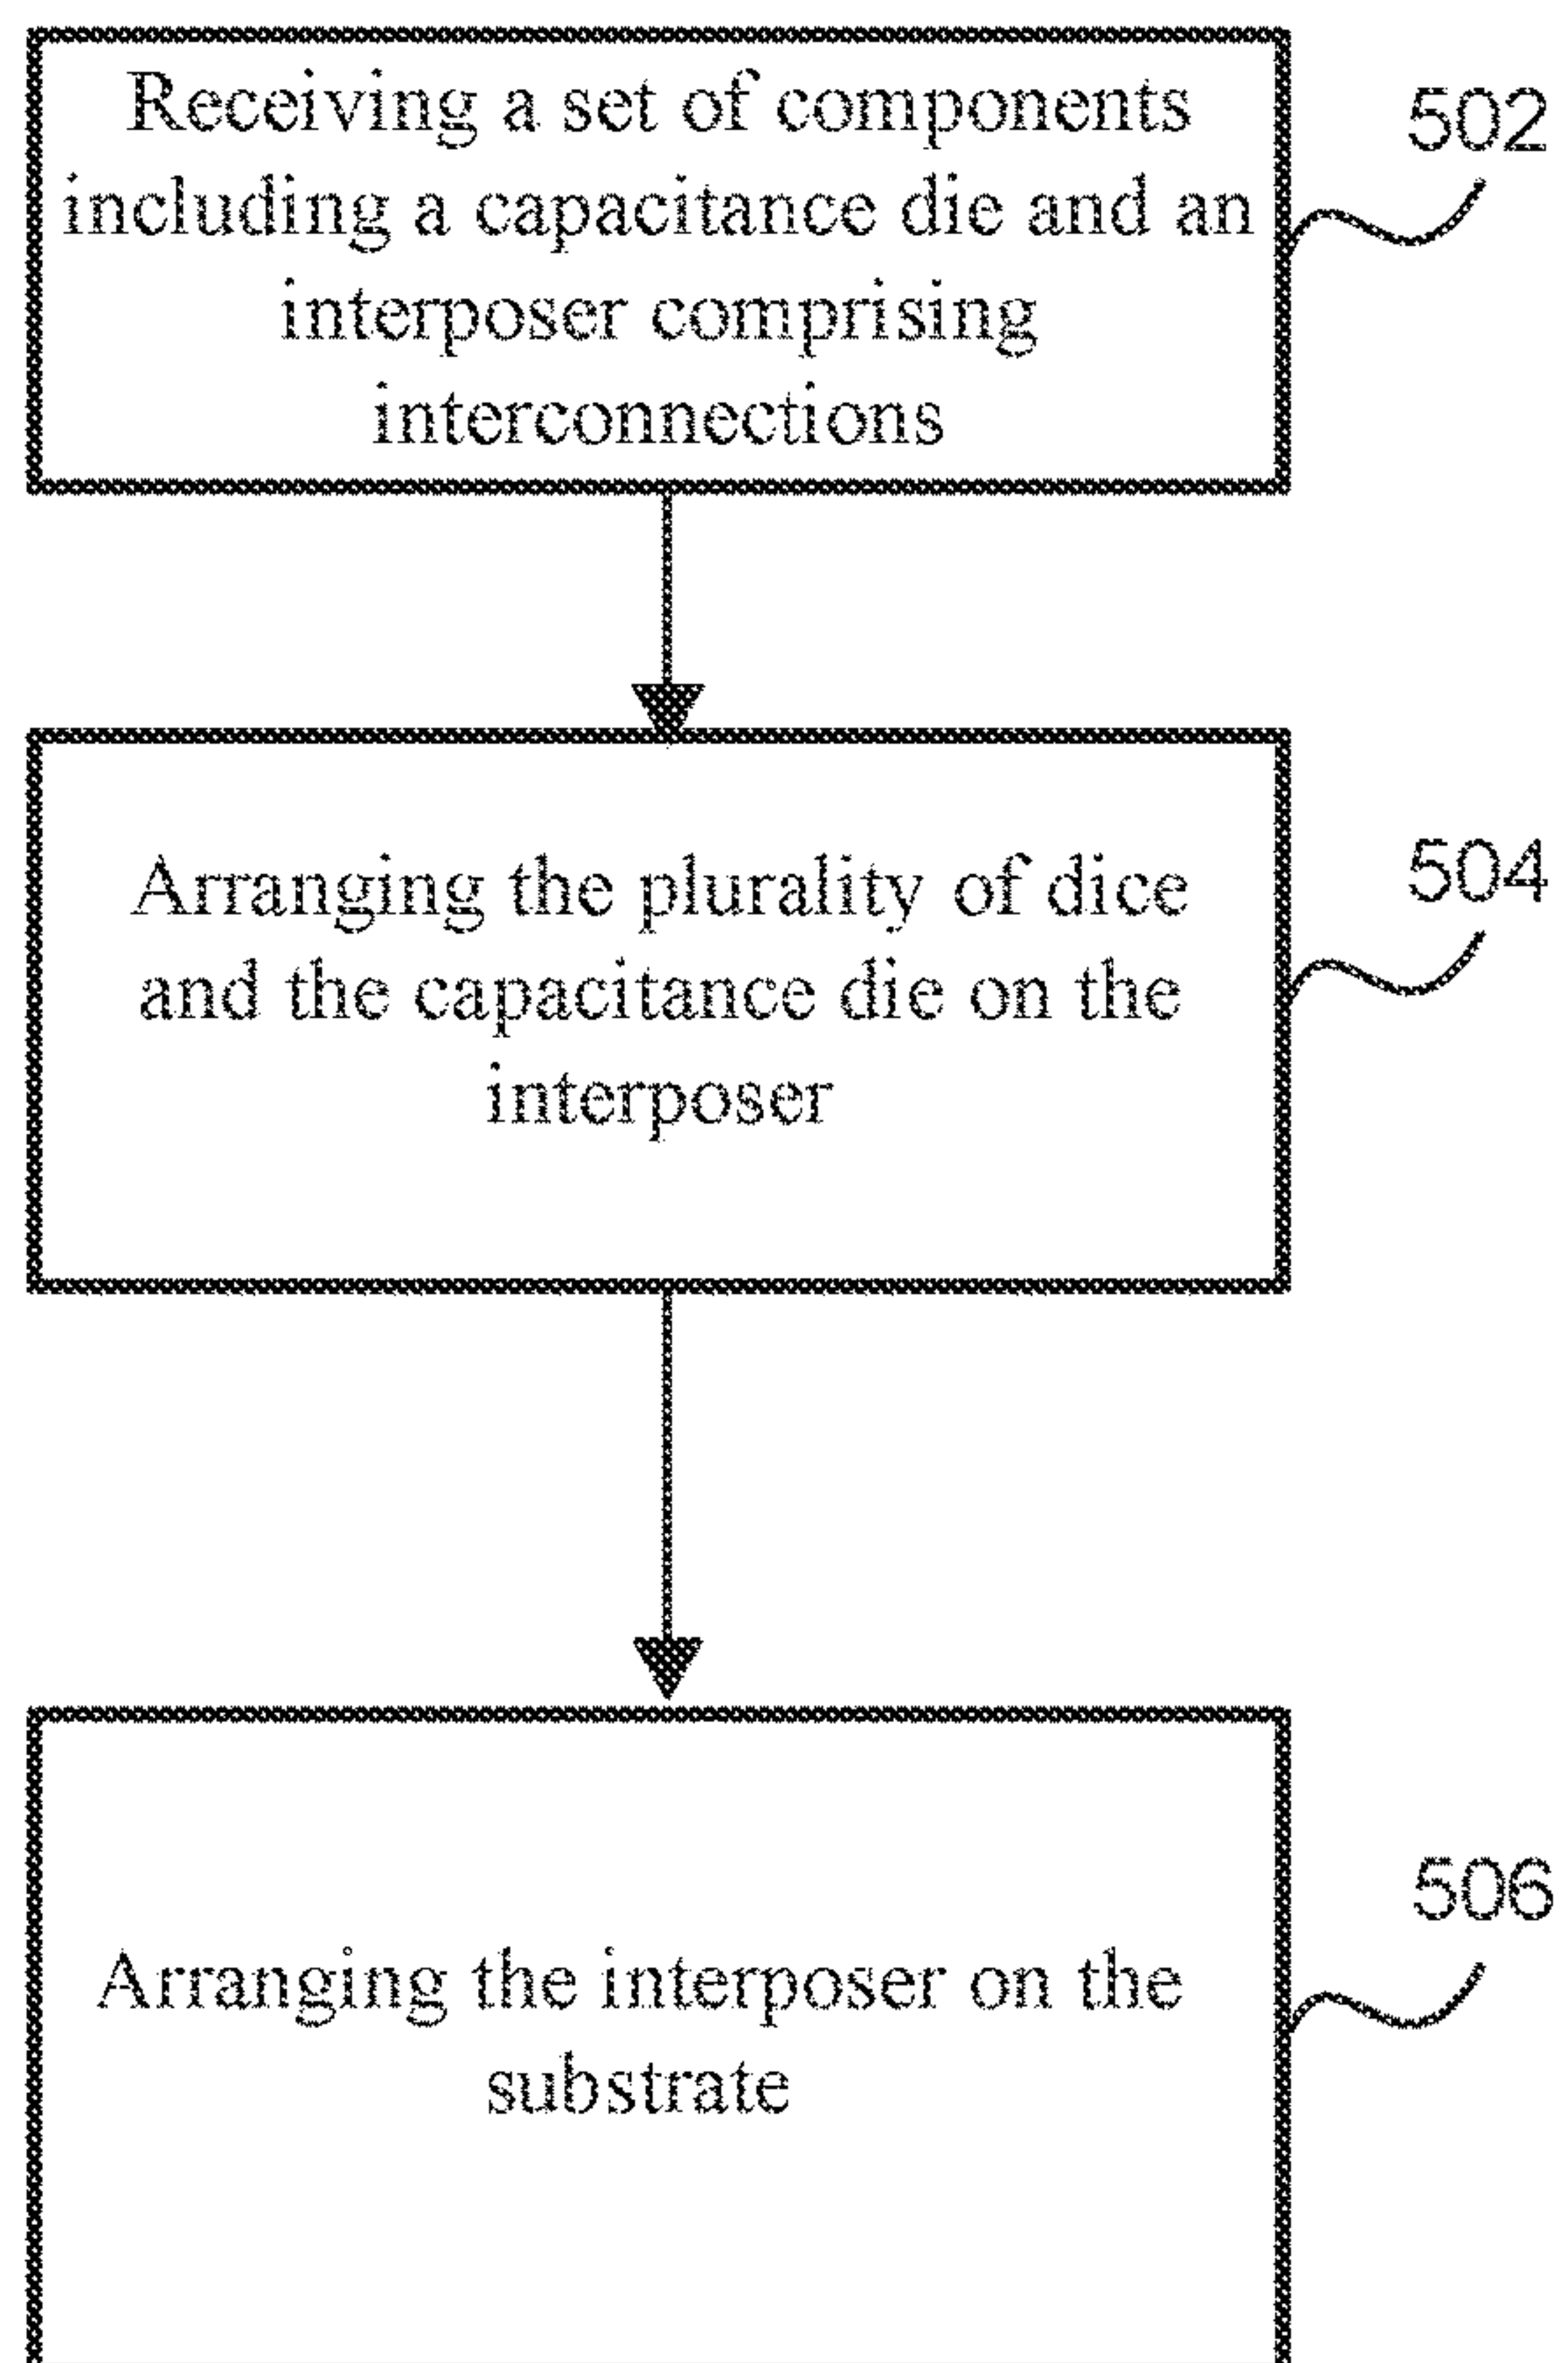 Receiving a set of components
including a capacitance die and an
interposer comprising
interconnections
502
Arranging the plurality of dice
and the capacitance die on the
interposer
504
Arranging the interposer on the
substrate
506